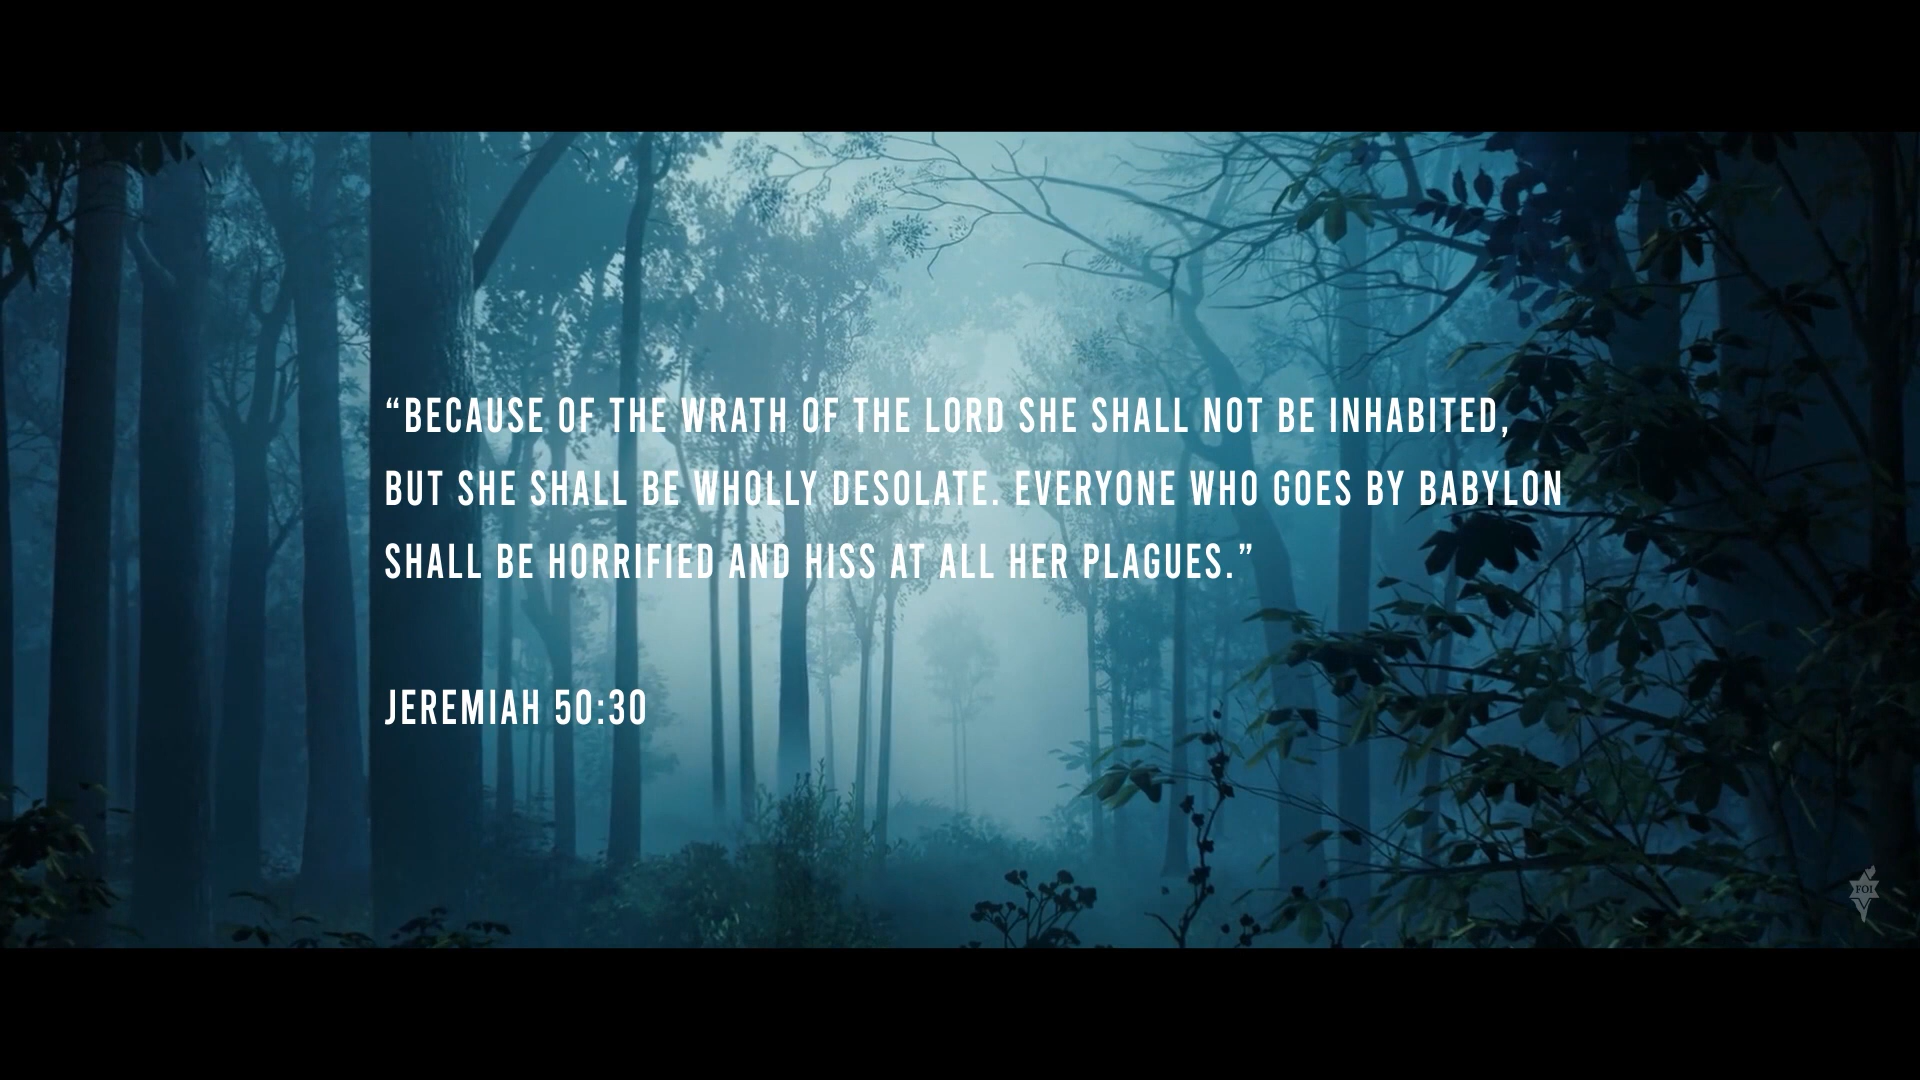 “BECAUSE OF THE WRATH OF THE LORD SHE SHALL NOT BE INHABITED,
BUT SHE SHALL BE WHOLLY DESOLATE. EVERYONE WHO GOES BY BABYLON
SHALL BE HORRIFIED AND HISS AT ALL HER PLAGUES.”
JEREMIAH 50:30
FOI